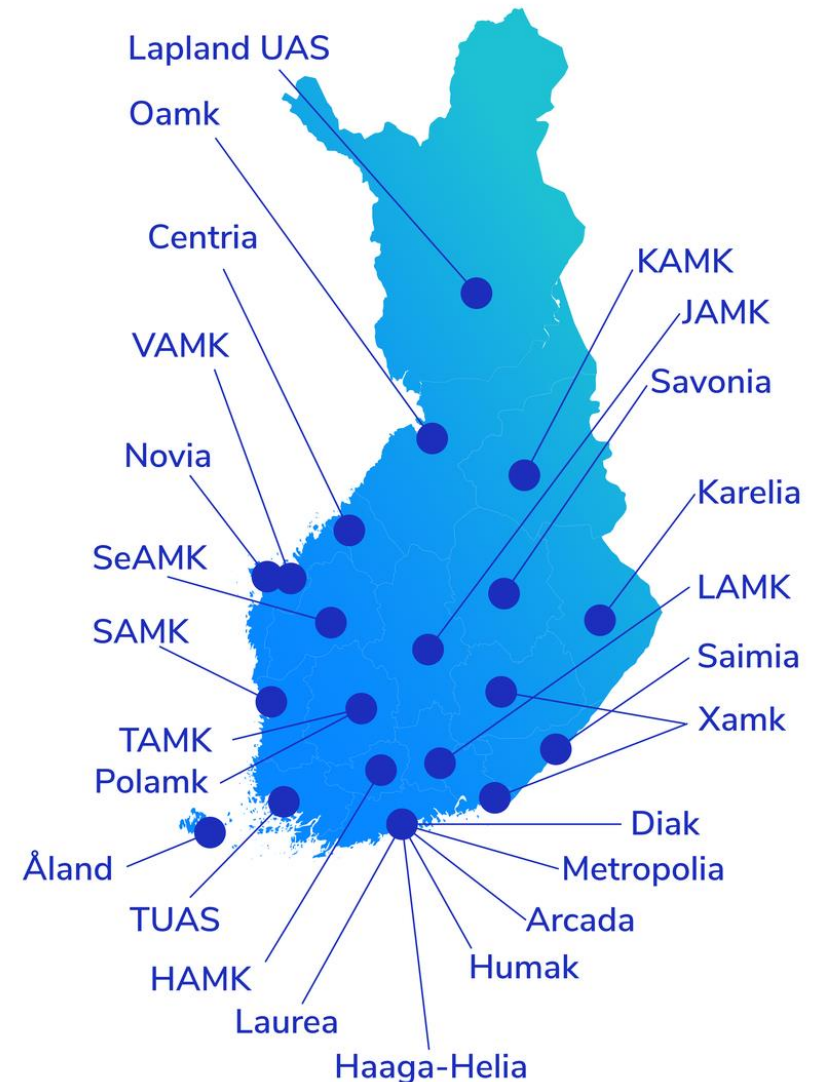 Lapland UAS
Oamk
Centria
VAMK
Novia
SeAMK
SAMK
TAMK
Polamk
Åland
TUAS
HAMK
Laurea
Haaga-Helia
Humak
Arcada
Metropolia
Diak
Xamk
Saimia
LAMK
Karelia
Savonia
JAMK
KAMK